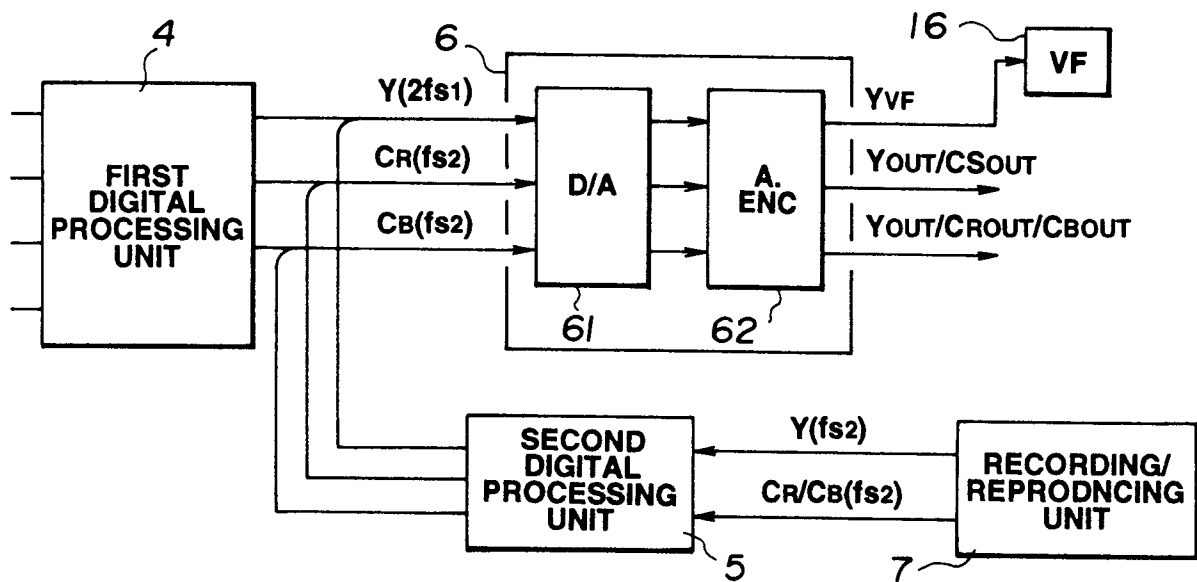 4
FIRST
DIGITAL
PROCESSING
UNIT
Y(2fs1)
CR(fs2)
CB(fs2)
6
D/A
61
A.
ENC
62
16
VF
YVF
YOUT/CSOUT
YOUT/CROUT/CBOUT
SECOND
DIGITAL
PROCESSING
UNIT
5
Y(fs2)
CR/CB(fs2)
RECORDING/
REPRODNCING
UNIT
7